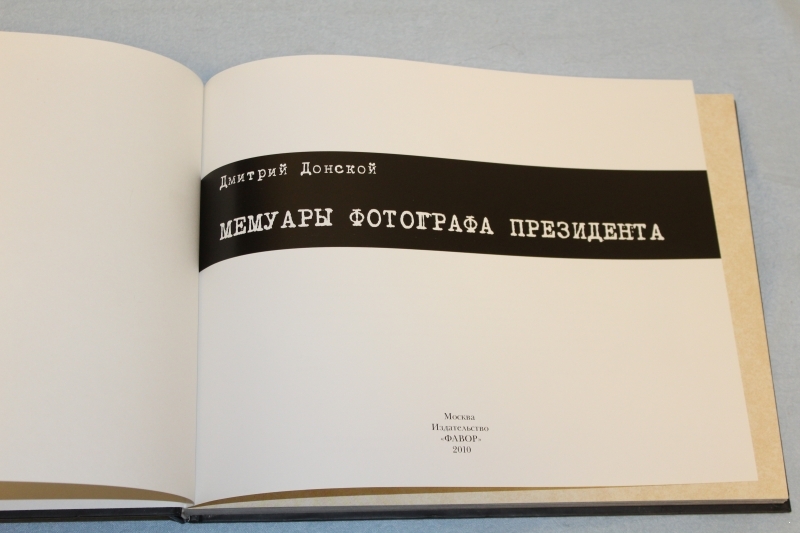 Дмитрий Донской
МЕМУАРЫ ФОТОГРАФА ПРЕЗИДЕНТА
Москва
Издательство
«ФАВОР»
2010